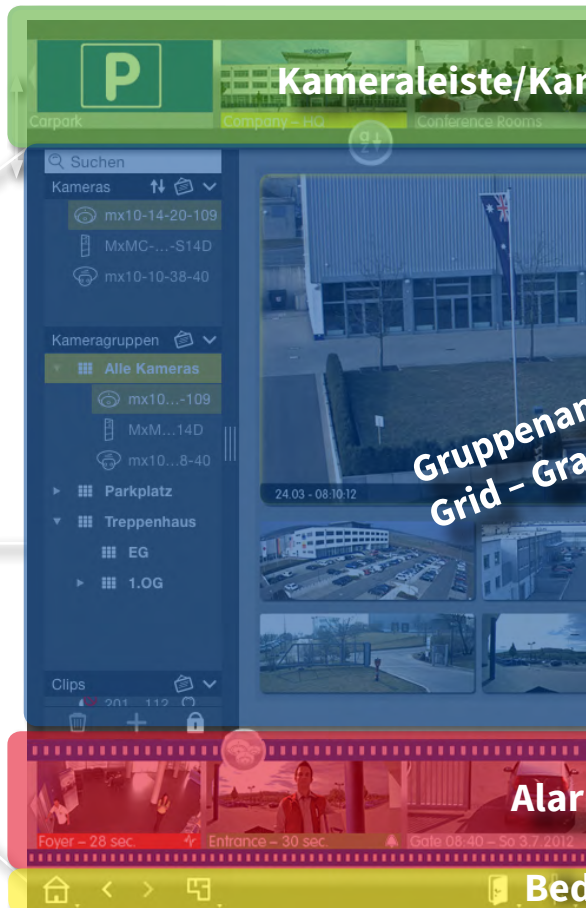 P
Kameraleiste/Kar
Carpark
Company – HQ
Conference Rooms
Suchen
Kameras
mx10-14-20-109
MxMC-...-S14D
mx10-10-38-40
Kameragruppen
Alle Kameras
mx10...-109
MxM...14D
mx10...8-40
Parkplatz
Treppenhaus
EG
1.OG
Clips
201 112
24.03 - 08:10:12
Gruppenan
Grid – Gra
Alar
Foyer – 28 sec.
Entrance – 30 sec.
Gate 08:40 – So 3.7.2012
Bed